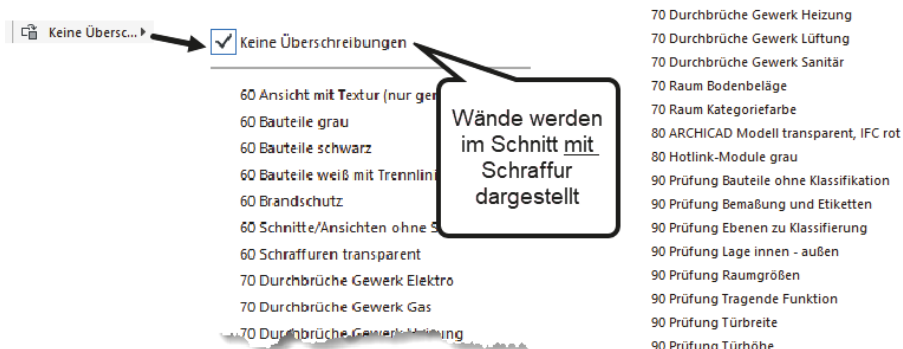 Keine Übersc...
Keine Überschreibungen
60 Ansicht mit Textur (nur
60 Bauteile grau
60 Bauteile schwarz
60 Bauteile weiß mit
60 Brandschutz
60 Schnitte/Ansichten ohne
60 Schraffuren transparent
70 Durchbrüche Gewerk Elektro
70 Durchbrüche Gewerk Gas
70 Durchbrüche Gewerk Heizung
Wände werden
im Schnitt mit
Schraffur
dargestellt
70 Durchbrüche Gewerk Heizung
70 Durchbrüche Gewerk Lüftung
70 Durchbrüche Gewerk Sanitär
70 Raum Bodenbeläge
70 Raum Kategoriefarbe
80 ARCHICAD Modell transparent, IFC rot
80 Hotlink-Module grau
90 Prüfung Bauteile ohne Klassifikation
90 Prüfung Bemaßung und Etiketten
90 Prüfung Ebenen zu Klassifierung
90 Prüfung Lage innen - außen
90 Prüfung Raumgrößen
90 Prüfung Tragende Funktion
90 Prüfung Türbreite
90 Prüfung Türhöhe